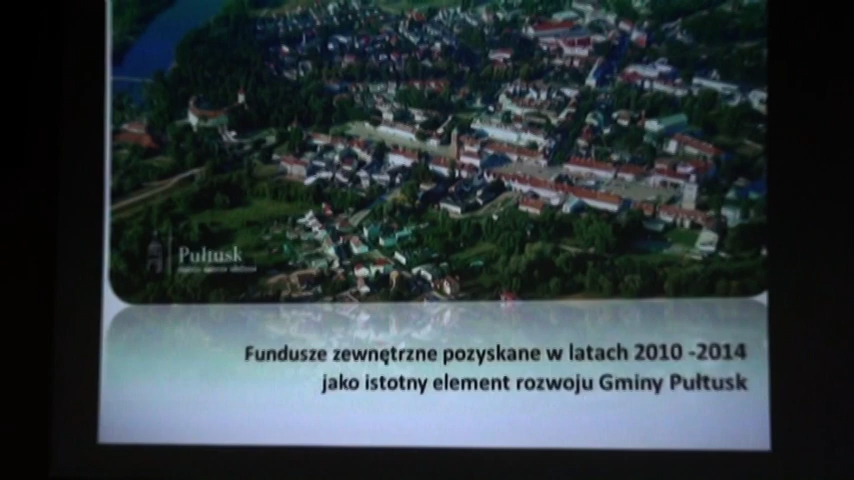 Pułtusk
Fundusze zewnętrzne pozyskane w latach 2010 -2014
jako istotny element rozwoju Gminy Pułtusk